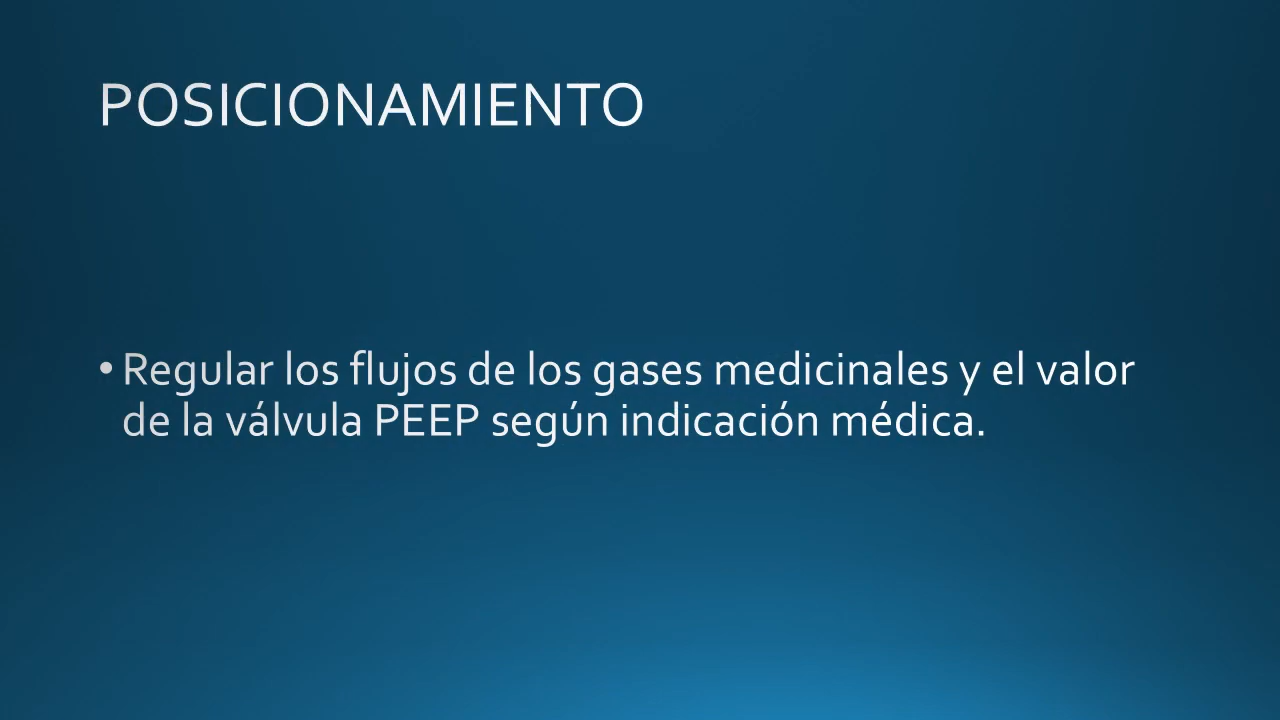 POSICIONAMIENTO
• Regular los flujos de los gases medicinales y el valor
de la válvula PEEP según indicación médica.